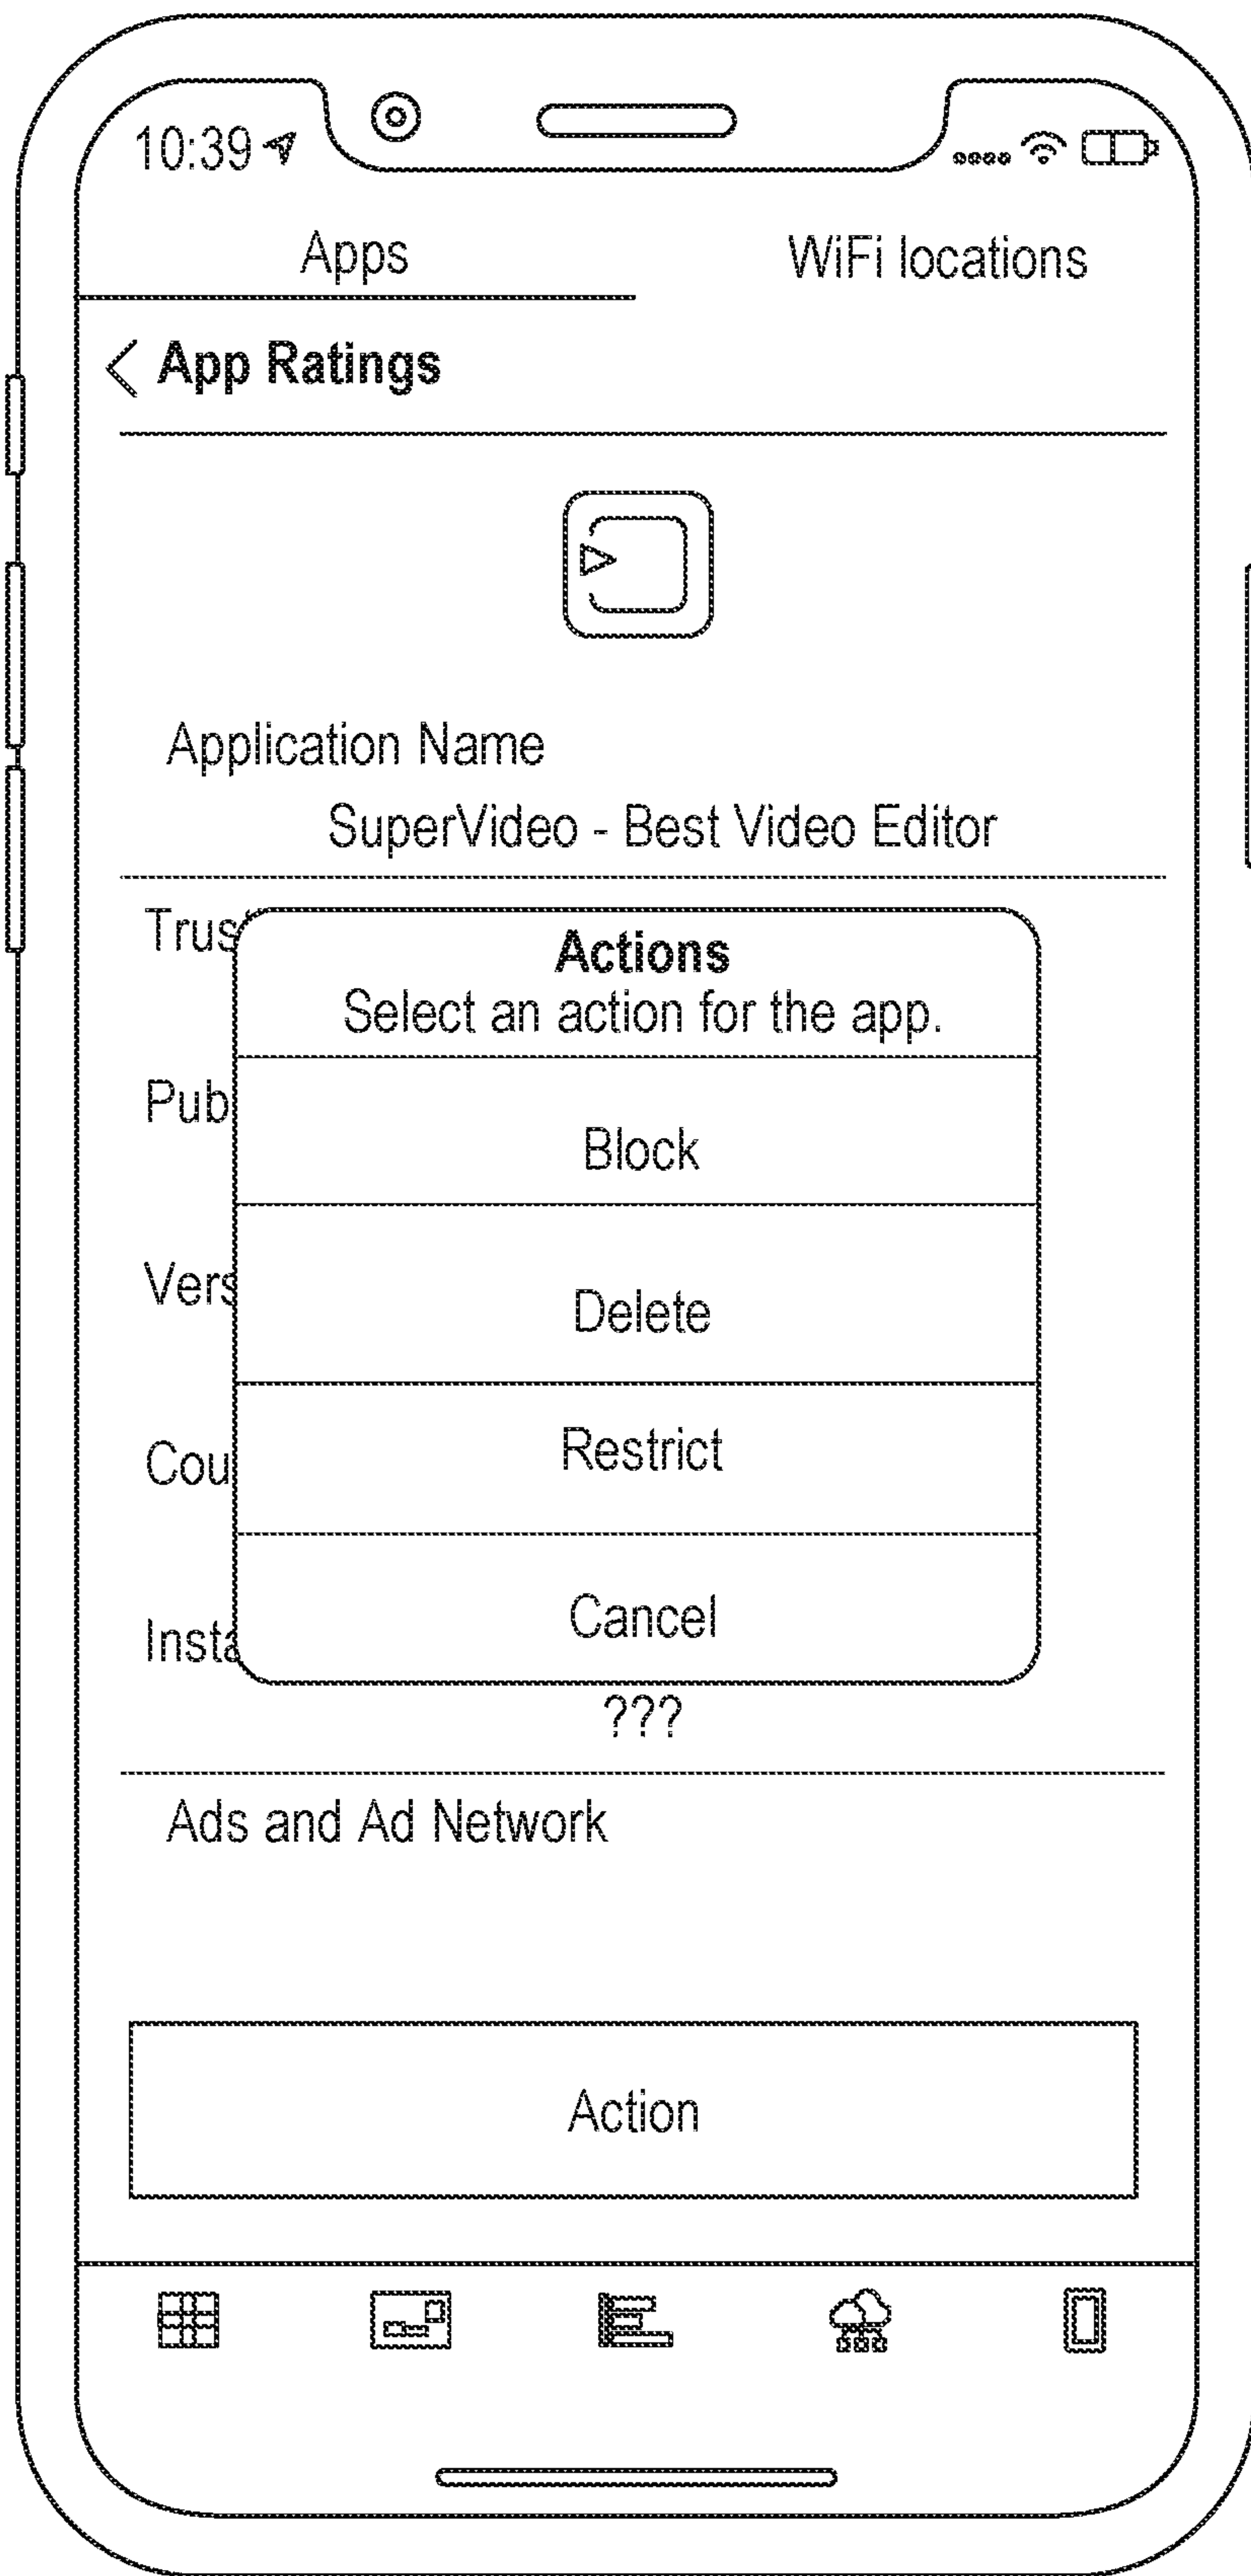 10:39
Apps WiFi locations
App Ratings
Application Name
SuperVideo - Best Video Editor
Actions
Select an action for the app.
Block
Delete
Restrict
Cancel
???
Ads and Ad Network
Action